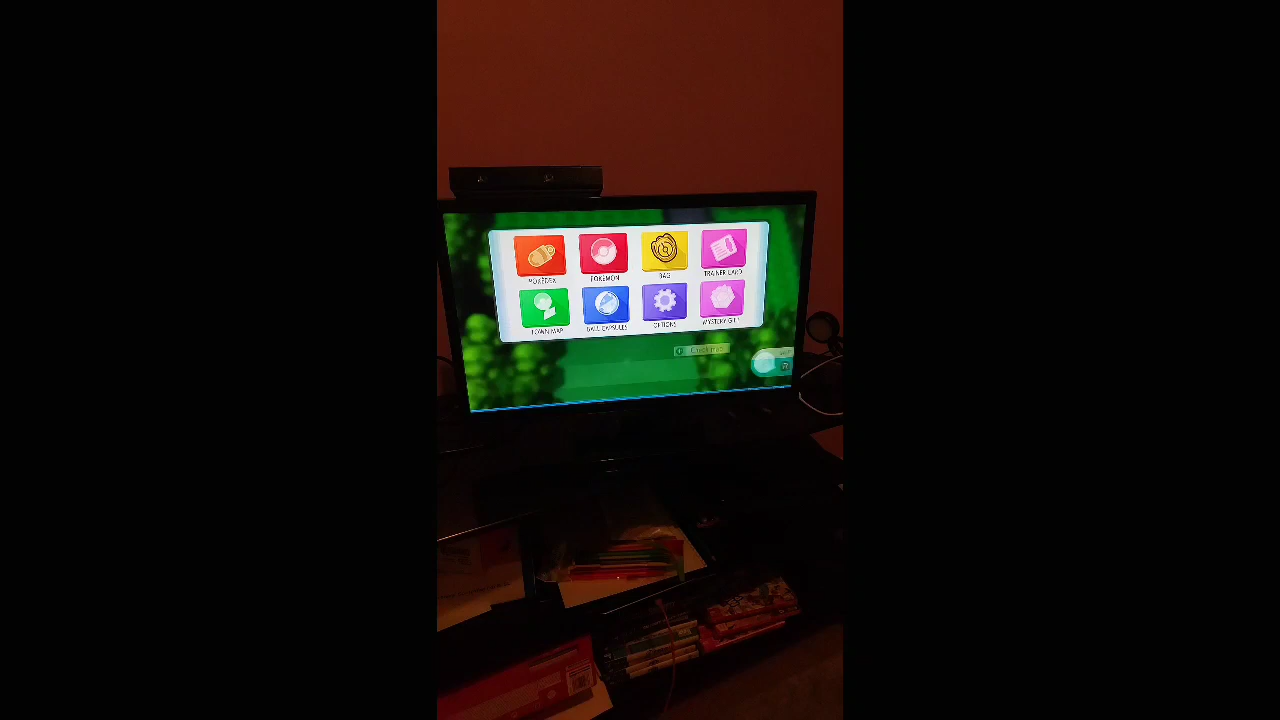 POKÉDEX POKÉMON BAG TRAINER CARD
TOWN MAP BALL CAPSULES OPTIONS MYSTERY GIFT